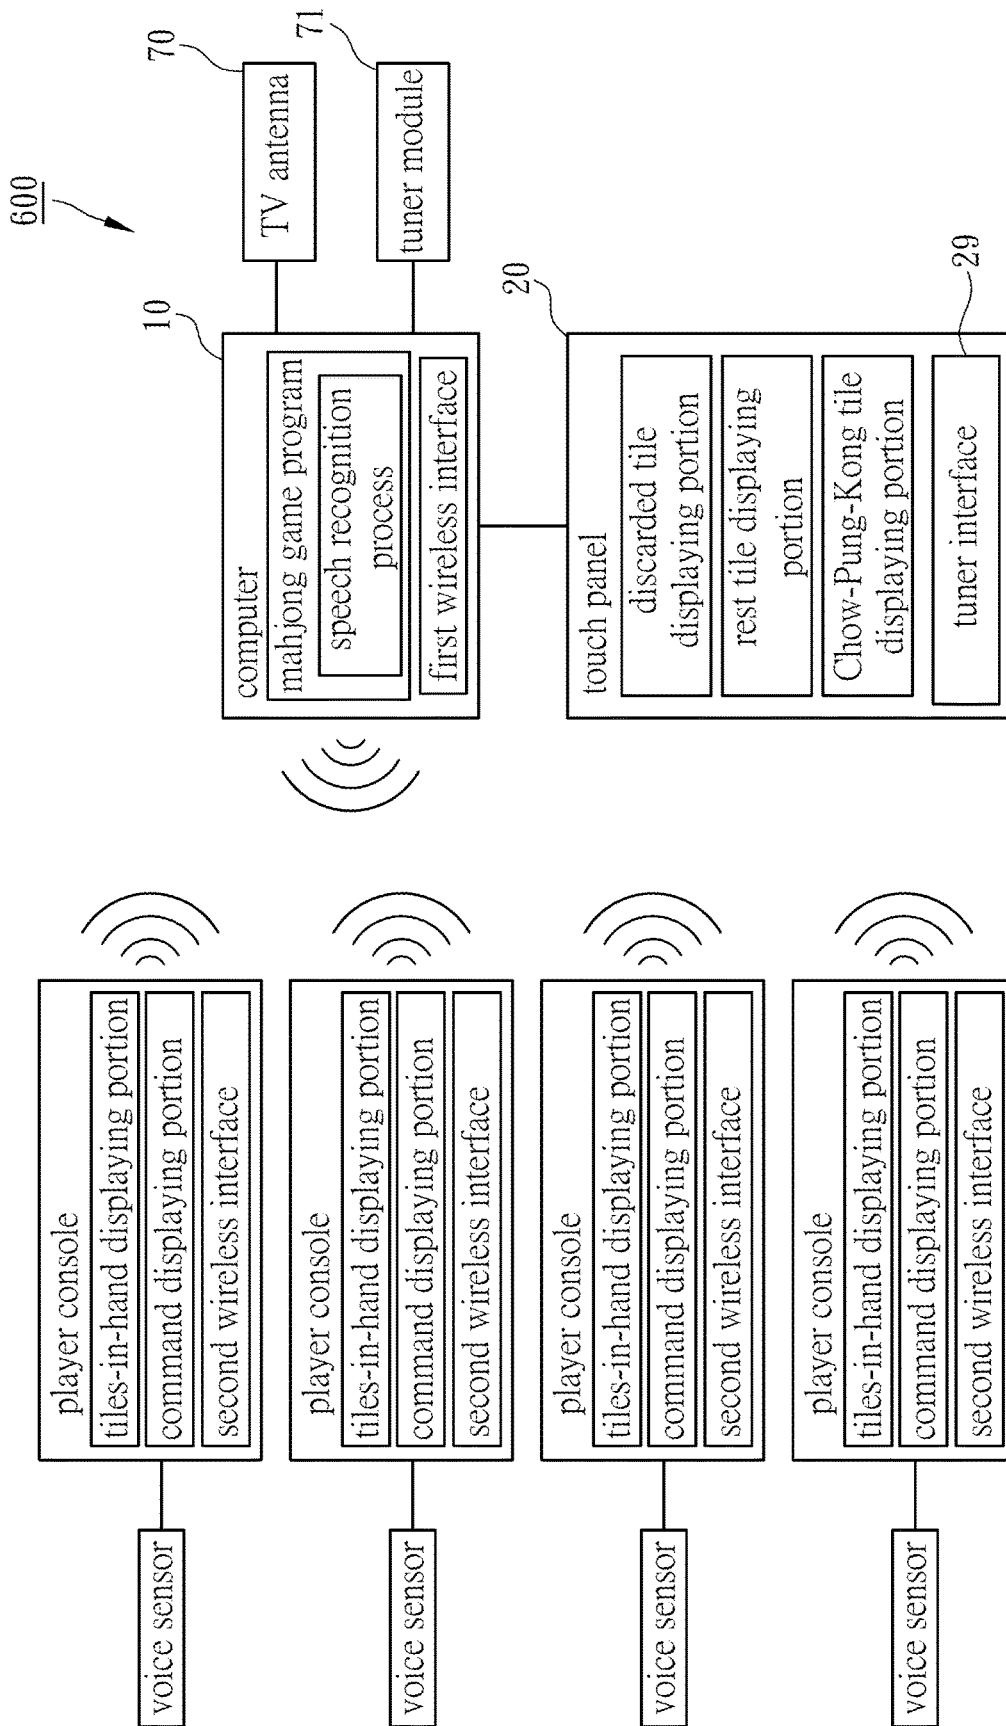 600
voice sensor
player console
tiles-in-hand displaying portion
command displaying portion
second wireless interface
voice sensor
player console
tiles-in-hand displaying portion
command displaying portion
second wireless interface
voice sensor
player console
tiles-in-hand displaying portion
command displaying portion
second wireless interface
voice sensor
player console
tiles-in-hand displaying portion
command displaying portion
second wireless interface
10
computer
mahjong game program
speech recognition
process
first wireless interface
70
TV antenna
71
tuner module
20
touch panel
discarded tile
displaying portion
rest tile displaying
portion
Chow-Pung-Kong tile
displaying portion
tuner interface
29